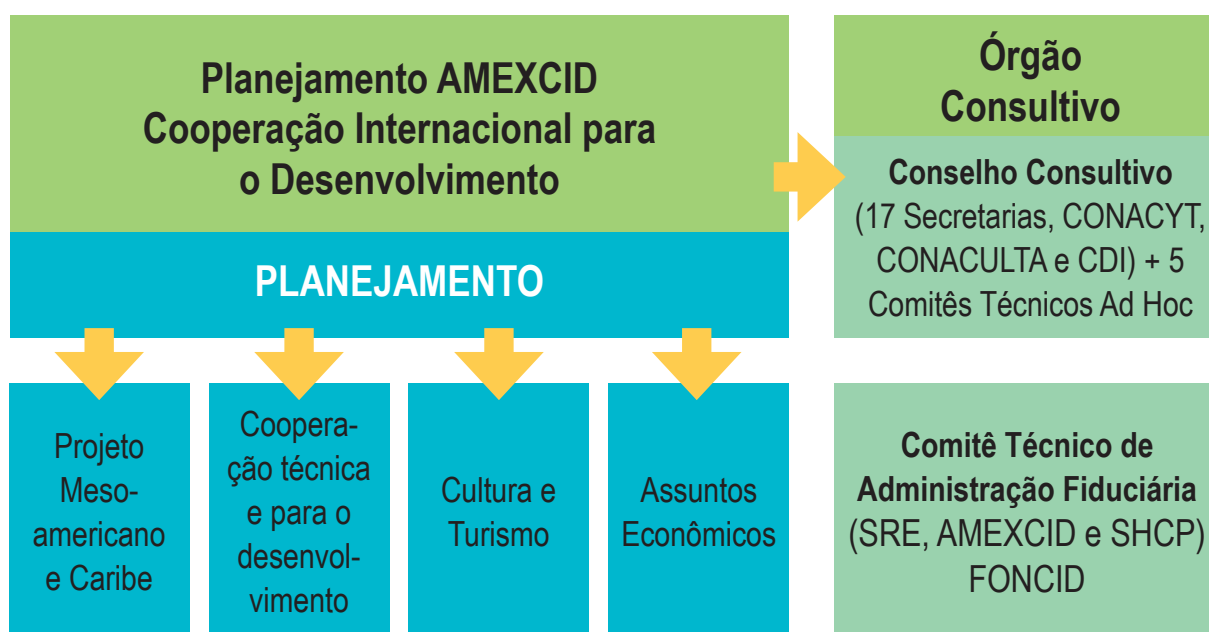 Planejamento AMEXCID
Cooperação Internacional para
o Desenvolvimento
PLANEJAMENTO
Projeto
Meso-
americano
e Caribe
Coopera-
ção técnica
e para o
desenvol-
vimento
Cultura e
Turismo
Assuntos
Econômicos
Órgão
Consultivo
Conselho Consultivo
(17 Secretarias, CONACYT,
CONACULTA e CDI) + 5
Comitês Técnicos Ad Hoc
Comitê Técnico de
Administração Fiduciária
(SRE, AMEXCID e SHCP)
FONCID